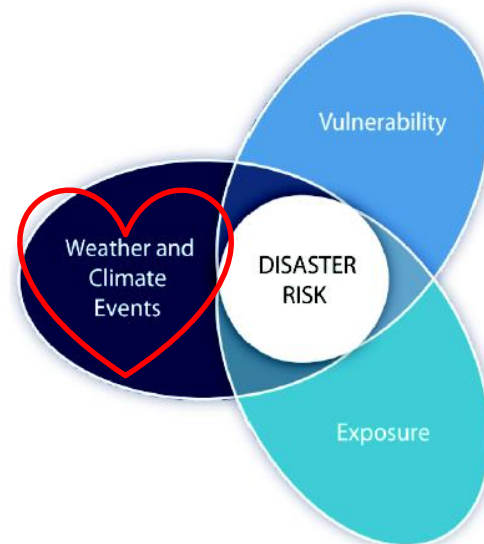 Vulnerability
Weather and
Climate
Events
DISASTER
RISK
Exposure